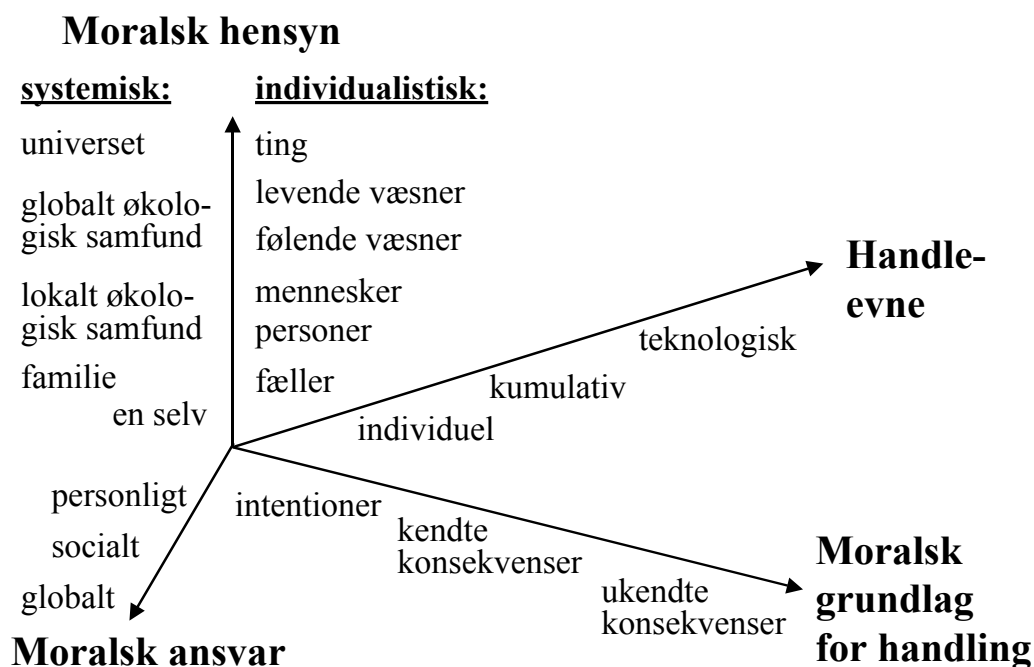 Moralsk hensyn
systemisk:
universet
globalt økolo-
gisk samfund
lokalt økolo-
gisk samfund
familie
en selv
individualistisk:
ting
levende væsner
følende væsner
mennesker
personer
fæller
Handle-
evne
teknologisk
kumulativ
individuel
personligt
socialt
globalt
Moralsk ansvar
intentioner
kendte
konsekvenser
ukendte
konsekvenser
Moralsk
grundlag
for handling